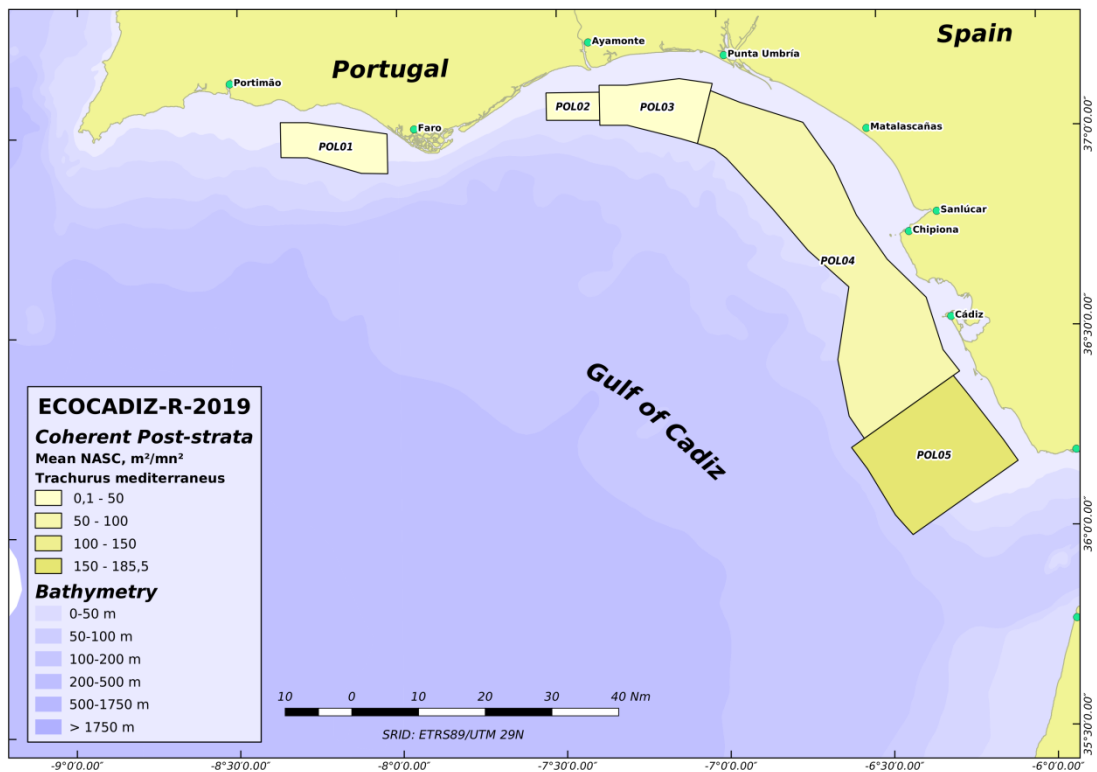 Spain
Portugal
Ayamonte
Punta Umbría
Portimão
Faro
Matalascañas
Sanlúcar
Chipiona
Cádiz
POL01
POL02
POL03
POL04
POL05
Gulf of Cadiz
ECOCADIZ-R-2019
Coherent Post-strata
Mean NASC, m²/mn²
Trachurus mediterraneus
0,1 - 50
50 - 100
100 - 150
150 - 185,5
Bathymetry
0-50 m
50-100 m
100-200 m
200-500 m
500-1750 m
> 1750 m
10 0 10 20 30 40 Nm
SRID: ETRS89/UTM 29N
37°0'0.00″
36°30'0.00″
36°0'0.00″
35°30'0.00″
-9°0'0.00″ -8°30'0.00″ -8°0'0.00″ -7°30'0.00″ -7°0'0.00″ -6°30'0.00″ -6°0'0.00″